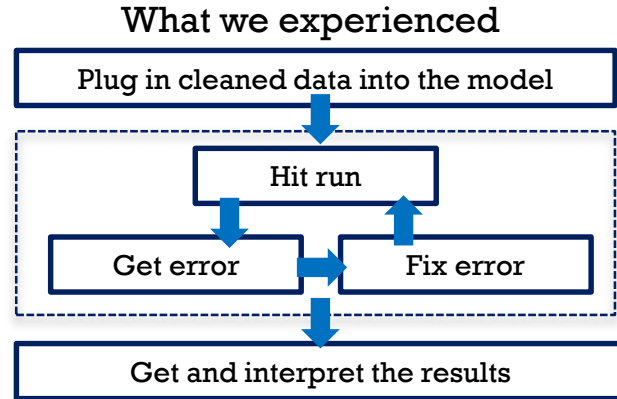 What we experienced
Plug in cleaned data into the model
Hit run
Get error
Fix error
Get and interpret the results